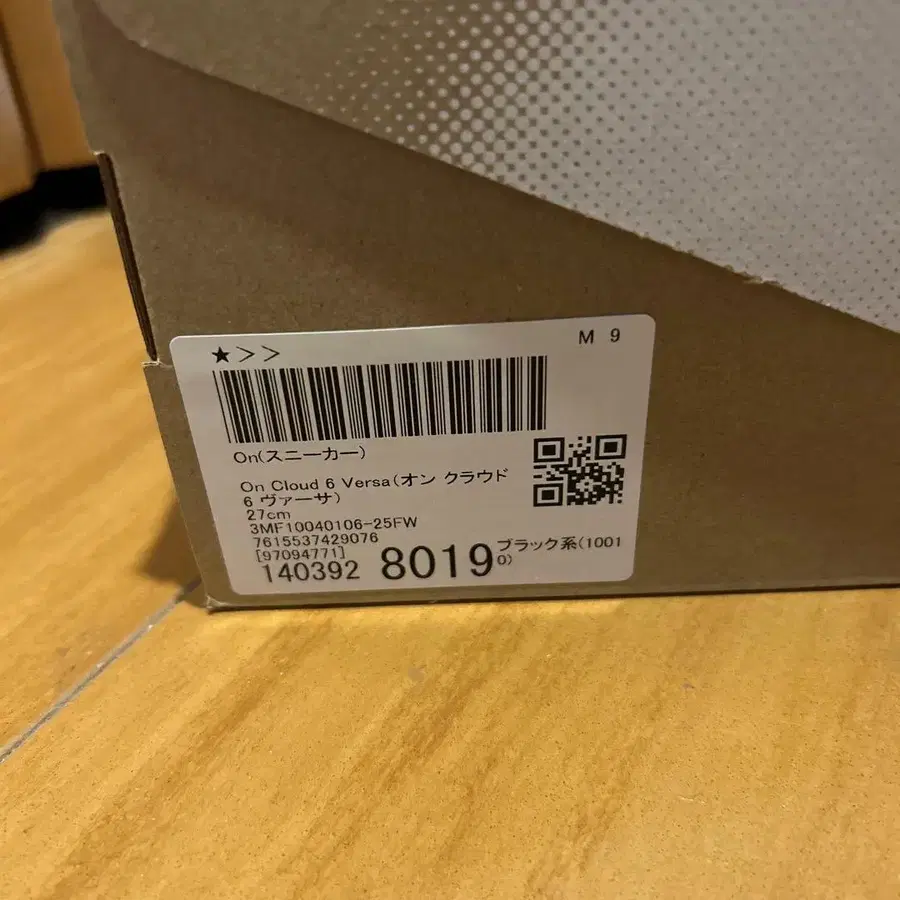 ★>>
M 9
On(スニーカー)
On Cloud 6 Versa(オン クラウド
6 ヴァーサ)
27cm
3MF10040106-25FW
7615537429076
[97094771]
140392 8019
ブラック系(1001
0)